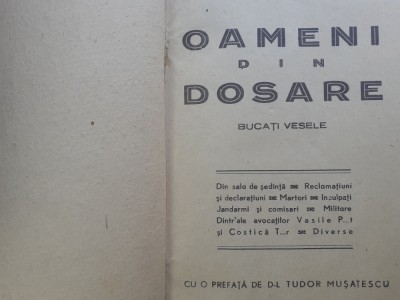 OAMENI
DIN
DOSARE
BUCAȚI VESELE
Din sala de ședință Reclamațiuni
și declarațiuni Martori Inculpați
Jandarmi și comisari Militare
Dintr'ale avocaților Vasile P...t
și Costică T...r Diverse
CU O PREFAȚĂ DE D-L TUDOR MUȘATESCU